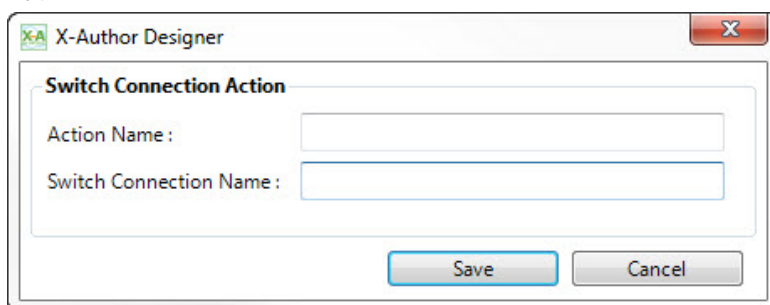 X-A X-Author Designer
Switch Connection Action
Action Name :
Switch Connection Name :
Save Cancel